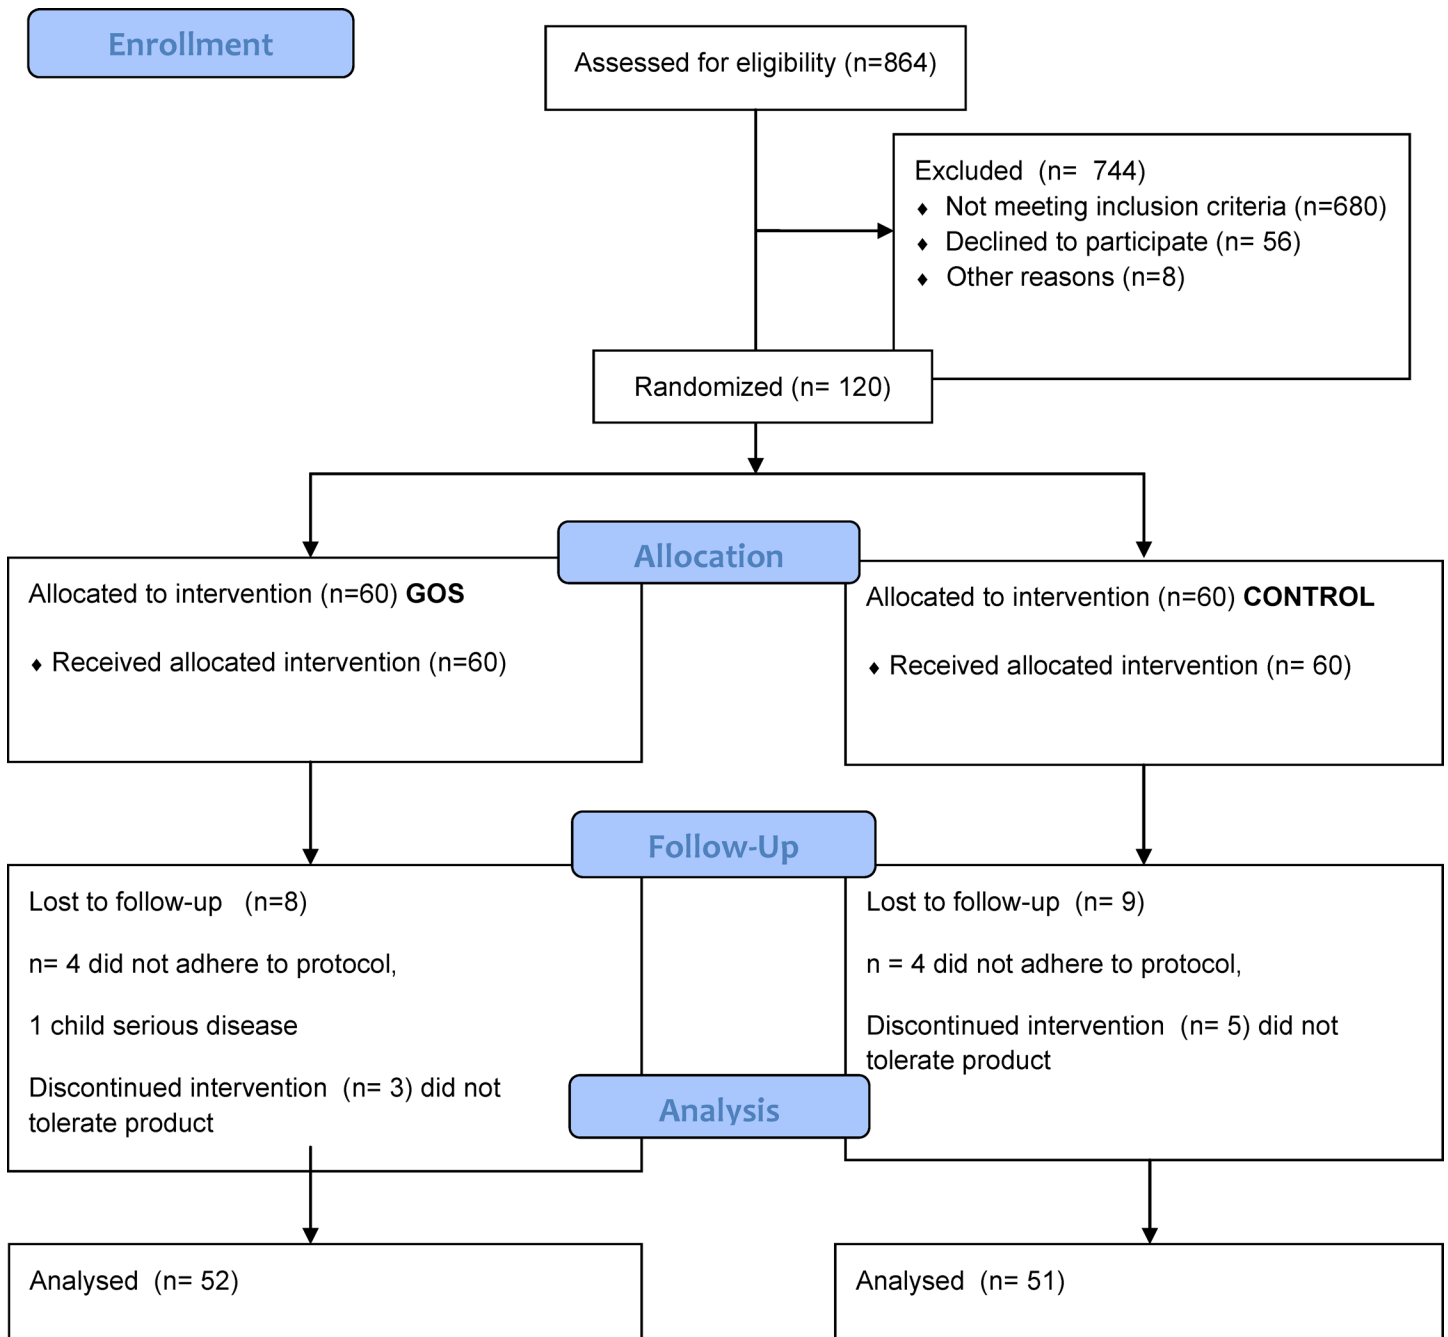 Enrollment
Assessed for eligibility (n=864)
Excluded (n= 744)
♦ Not meeting inclusion criteria (n=680)
♦ Declined to participate (n= 56)
♦ Other reasons (n=8)
Randomized (n= 120)
Allocation
Allocated to intervention (n=60) GOS
♦ Received allocated intervention (n=60)
Allocated to intervention (n=60) CONTROL
♦ Received allocated intervention (n= 60)
Follow-Up
Lost to follow-up (n=8)
n= 4 did not adhere to protocol,
1 child serious disease
Discontinued intervention (n= 3) did not
tolerate product
Lost to follow-up (n= 9)
n = 4 did not adhere to protocol,
Discontinued intervention (n= 5) did not
tolerate product
Analysis
Analysed (n= 52)
Analysed (n= 51)